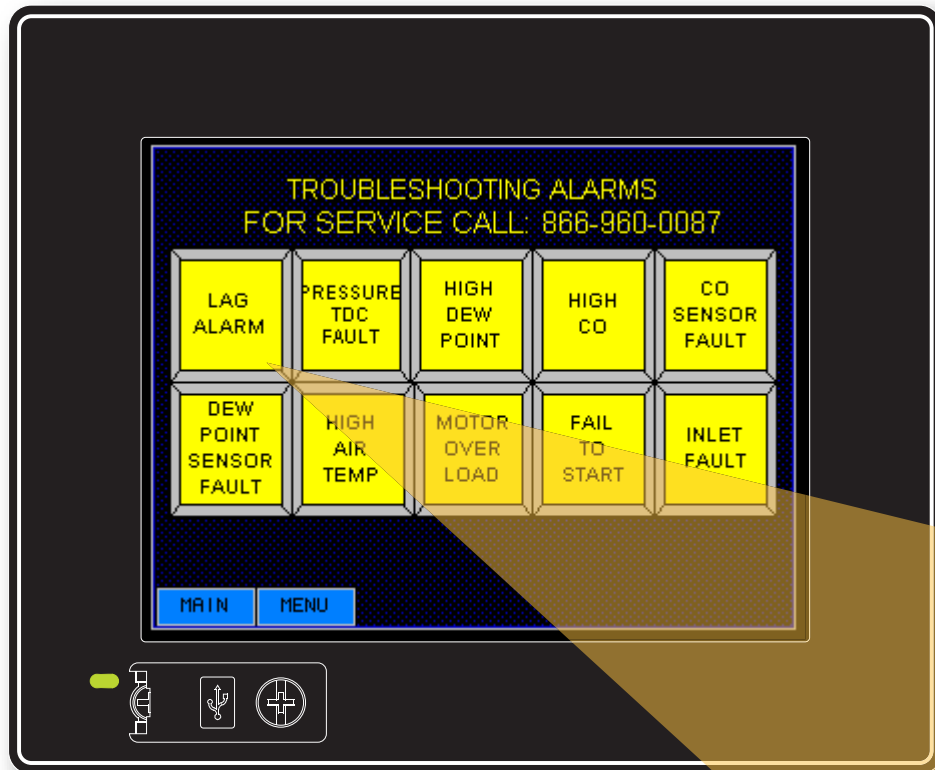 TROUBLESHOOTING ALARMS
FOR SERVICE CALL: 866-960-0087
LAG
ALARM
PRESSURE
TDC
FAULT
HIGH
DEW
POINT
HIGH
CO
CO
SENSOR
FAULT
DEW
POINT
SENSOR
FAULT
HIGH
AIR
TEMP
MOTOR
OVER
LOAD
FAIL
TO
START
INLET
FAULT
MAIN
MENU